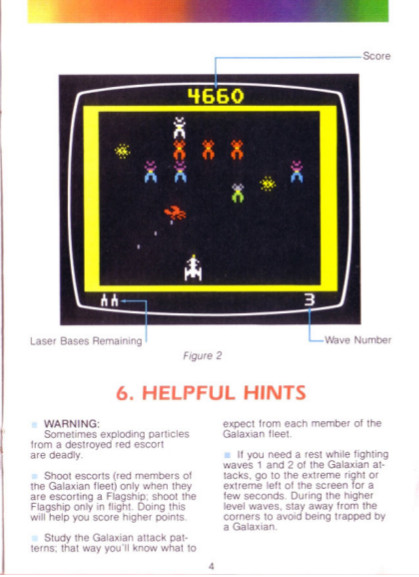 Score
4660
3
Laser Bases Remaining
Wave Number
Figure 2
6. HELPFUL HINTS
WARNING:
Sometimes exploding particles
from a destroyed red escort
are deadly.
Shoot escorts (red members of
the Galaxian fleet) only when they
are escorting a Flagship; shoot the
Flagship only in flight. Doing this
will help you score higher points.
Study the Galaxian attack pat-
terns; that way you'll know what to
expect from each member of the
Galaxian fleet.
If you need a rest while fighting
waves 1 and 2 of the Galaxian at-
tacks, go to the extreme right or
extreme left of the screen for a
few seconds. During the higher
level waves, stay away from the
corners to avoid being trapped by
a Galaxian.
4